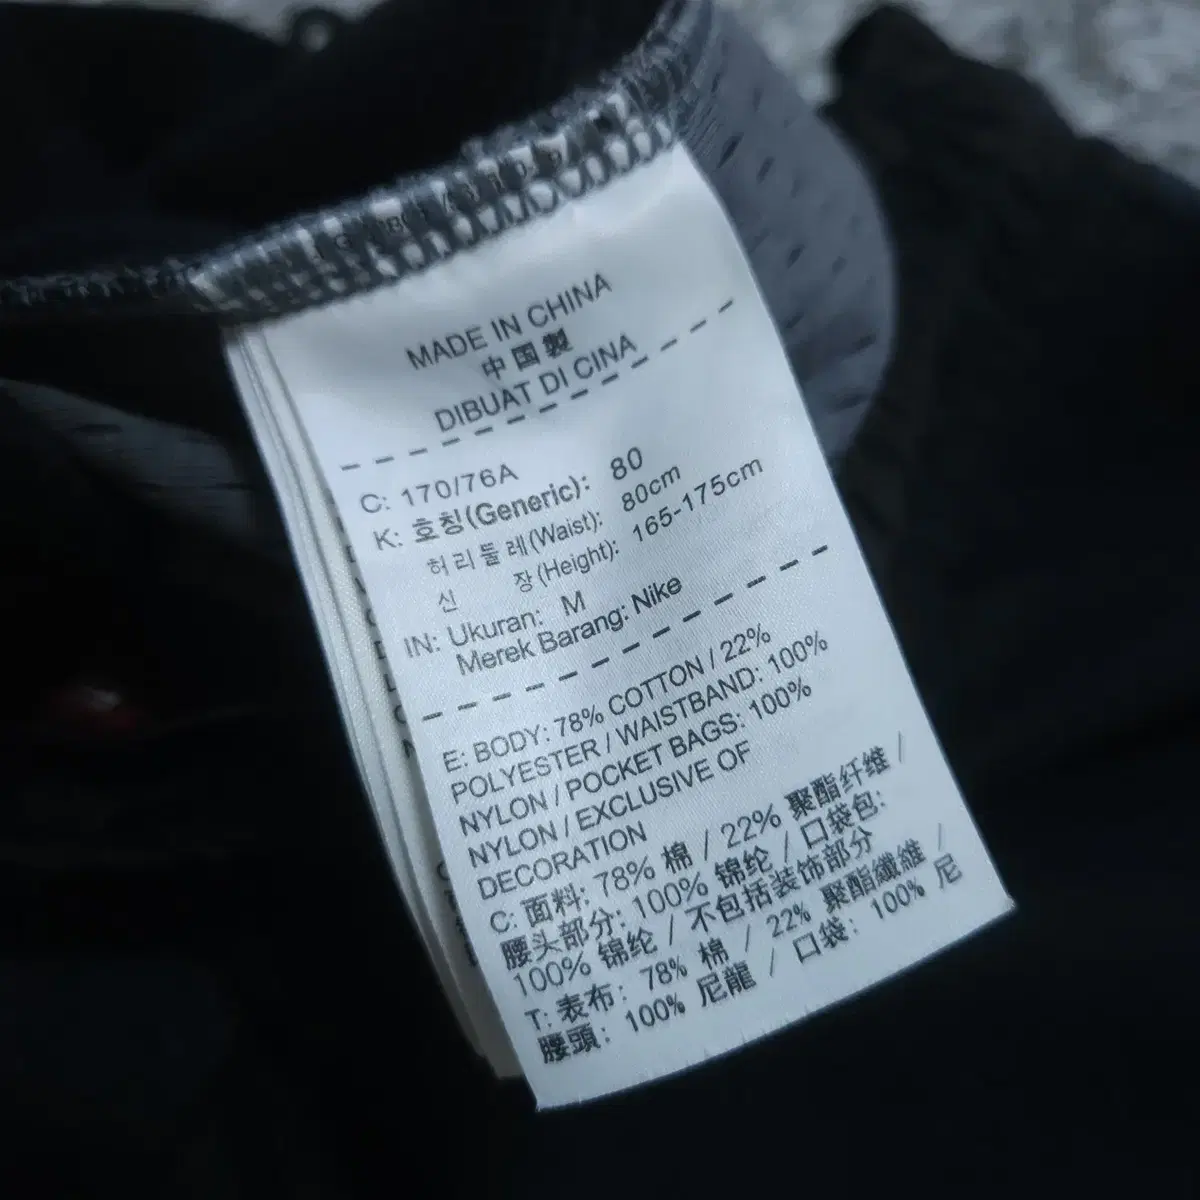 MADE IN CHINA
中国製
DIBUAT DI CINA
C: 170/76A
K: 호칭(Generic): 80
허리둘레(Waist): 80cm
신 장(Height): 165-175cm
IN: Ukuran: M
Merek Barang: Nike
E: BODY: 78% COTTON / 22%
POLYESTER / WAISTBAND: 100%
NYLON / POCKET BAGS: 100%
NYLON / EXCLUSIVE OF
DECORATION
C: 面料: 78% 棉 / 22% 聚酯纤维 /
腰头部分: 100% 锦纶 / 口袋包:
100% 锦纶 / 不包括装饰部分
T: 表布: 78% 棉 / 22% 聚酯纖維 /
腰頭: 100% 尼龍 / 口袋: 100% 尼